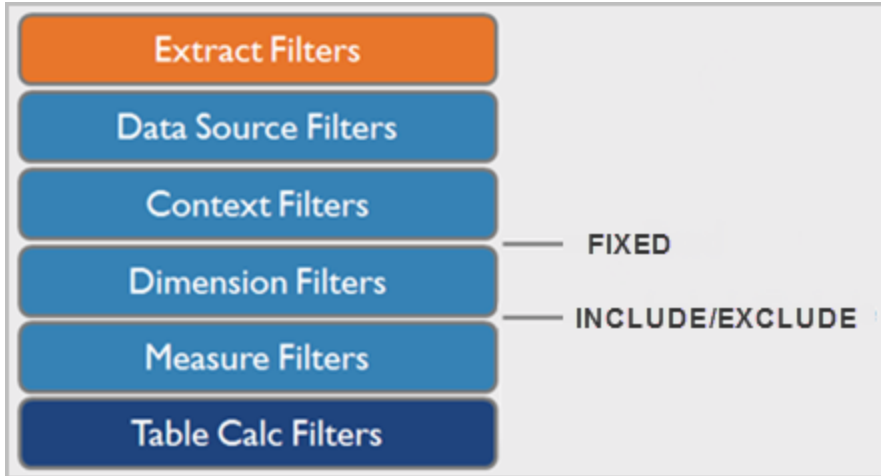 Extract Filters
Data Source Filters
Context Filters
FIXED
Dimension Filters
INCLUDE/EXCLUDE
Measure Filters
Table Calc Filters